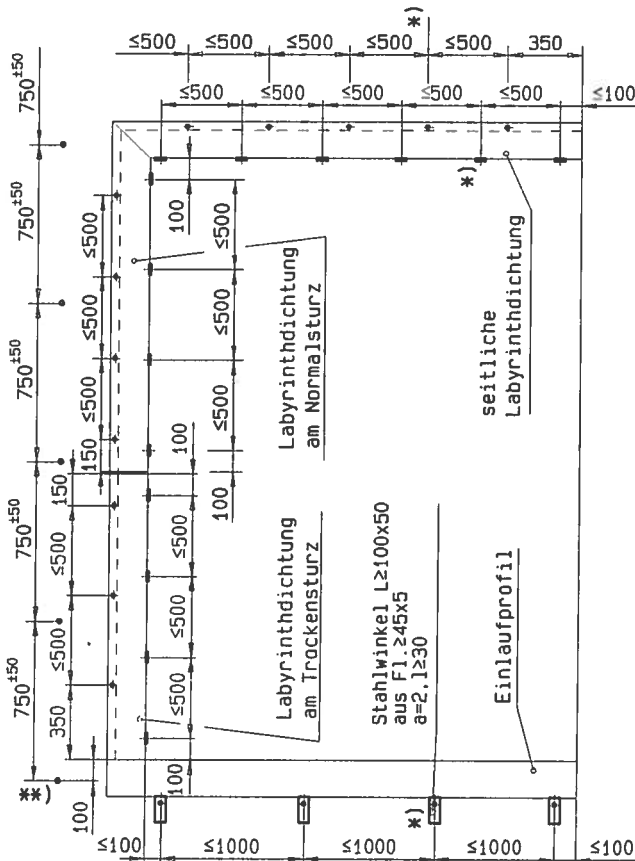 ≤500 ≤500 ≤500 ≤500 *) ≤500 350
≤500 ≤500 ≤500 ≤500 ≤500 ≤100
*)
750±50
750±50
750±50
750±50
750±50
**)
≤500
≤500
≤500
150
150
≤500
≤500
350
100
100
≤500
≤500
≤500
100
100
≤500
≤500
≤500
100
Labyrinthdichtung
am Normalsturz
seitliche
Labyrinthdichtung
Labyrinthdichtung
am Trockensturz
Stahlwinkel L≥100x50
aus Fl.≥45x5
a=2,l≥30
Einlaufprofil
*)
≤100 ≤1000 ≤1000 ≤1000 ≤100